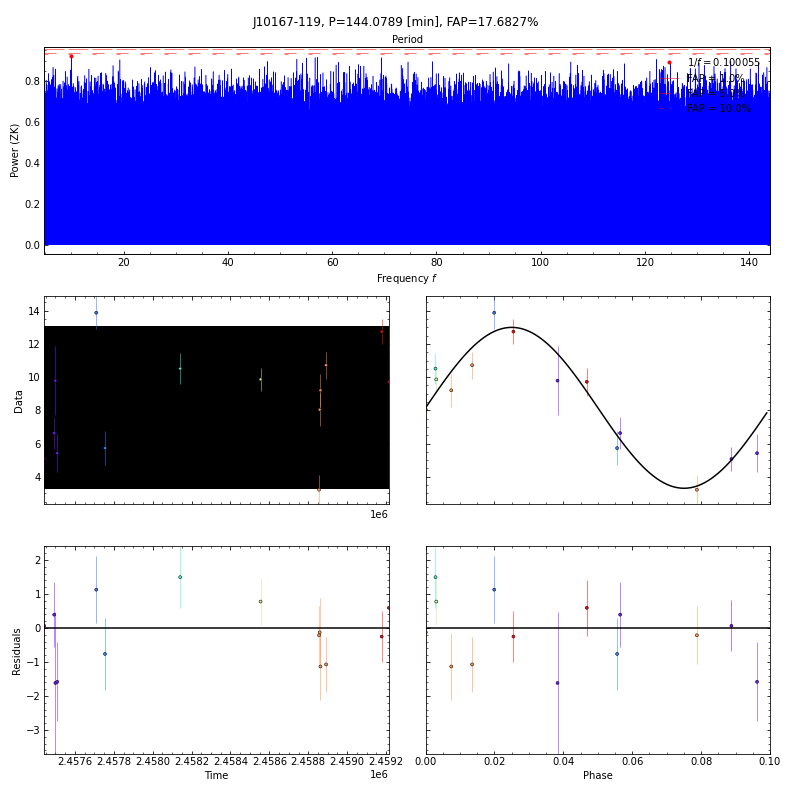 J10167-119, P=144.0789 [min], FAP=17.6827%
Period
1/f = 0.100055
FAP = 1.0%
FAP = 5.0%
FAP = 10.0%
Power (ZK)
0.8
0.6
0.4
0.2
0.0
20 40 60 80 100 120 140
Frequency f
Data
14
12
10
8
6
4
1e6
Residuals
2
1
0
−1
−2
−3
2.4576 2.4578 2.4580 2.4582 2.4584 2.4586 2.4588 2.4590 2.4592
1e6
Time
0.00 0.02 0.04 0.06 0.08 0.10
Phase